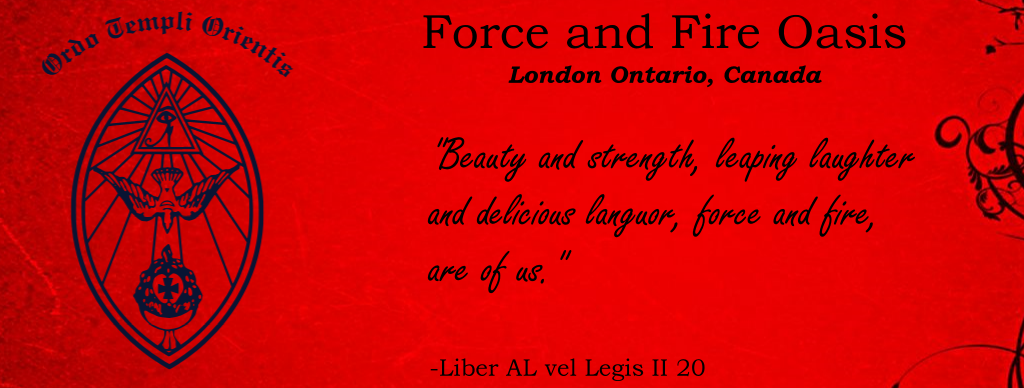 Ordo Templi Orientis
Force and Fire Oasis
London Ontario, Canada
"Beauty and strength, leaping laughter
and delicious languor, force and fire,
are of us."
-Liber AL vel Legis II 20